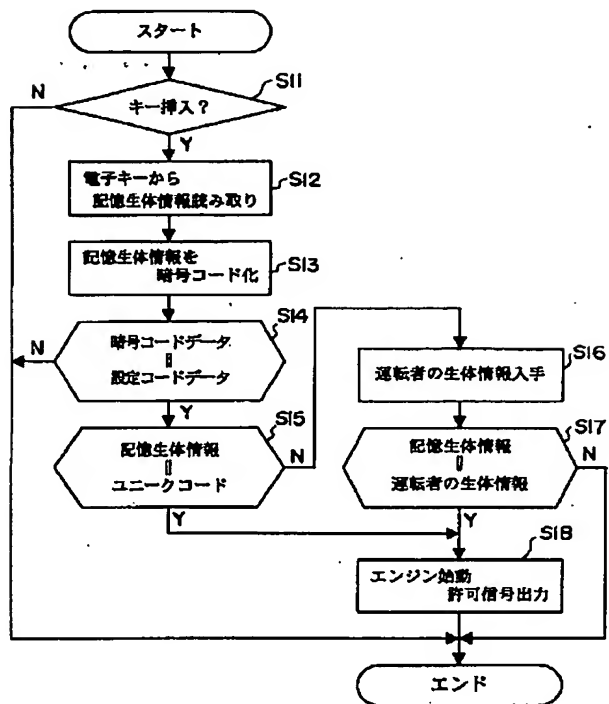 スタート
S11
N
キー挿入?
Y
電子キーから
記憶生体情報読み取り
S12
記憶生体情報を
暗号コード化
S13
S14
N
暗号コードデータ
||
設定コードデータ
Y
S15
記憶生体情報
||
ユニークコード
N
Y
運転者の生体情報入手
S16
S17
記憶生体情報
||
運転者の生体情報
N
Y
S18
エンジン始動
許可信号出力
エンド